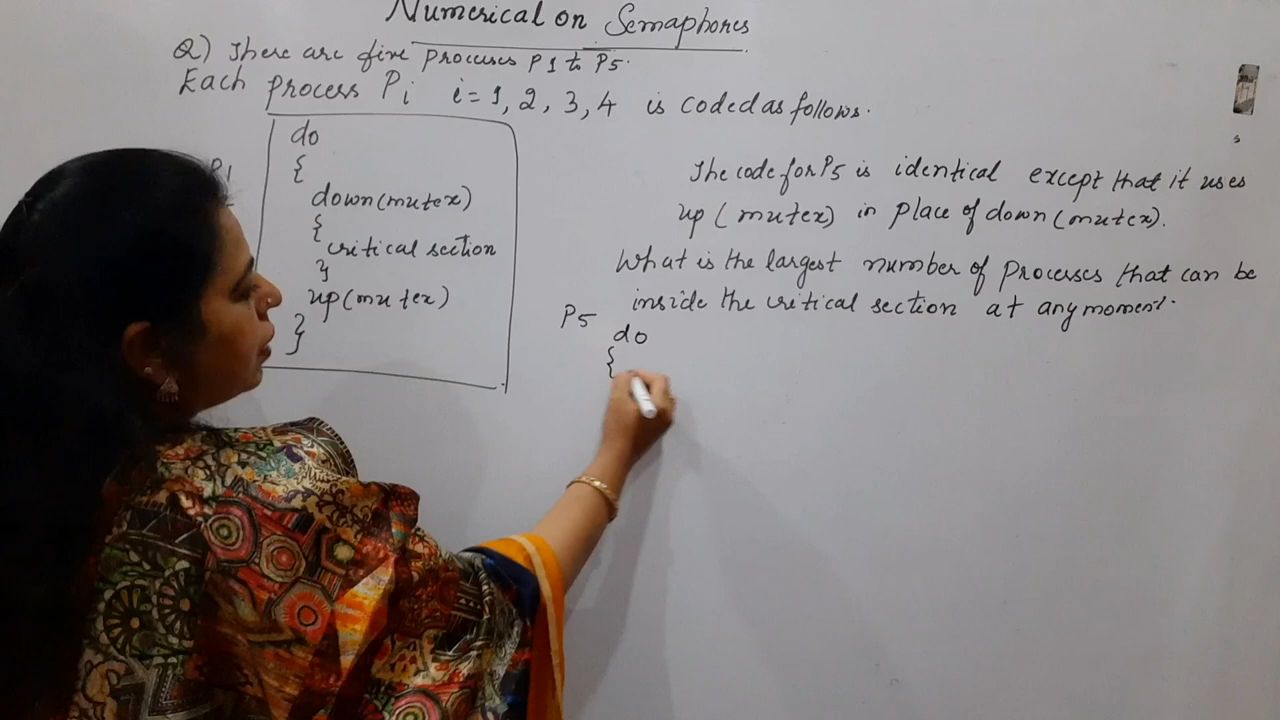 Numerical on Semaphores
Q) There are five processes P1 to P5.
Each process Pi i=1, 2, 3, 4 is coded as follows.
P1
do
{
down(mutex)
{
critical section
}
up(mutex)
}
The code for P5 is identical except that it uses
up(mutex) in place of down(mutex).
What is the largest number of processes that can be
inside the critical section at any moment.
P5
do
{